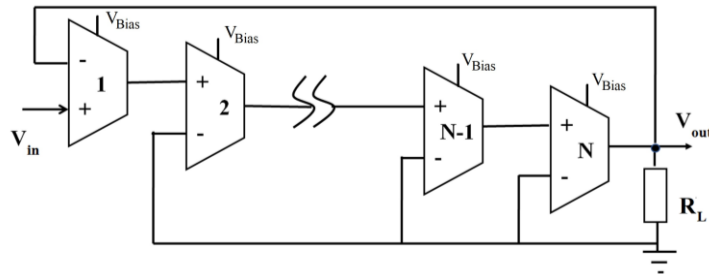 V_Bias
V_Bias
V_Bias
V_Bias
- 1 +
+ 2 -
+ N-1 -
+ N -
V_in
V_out
R_L